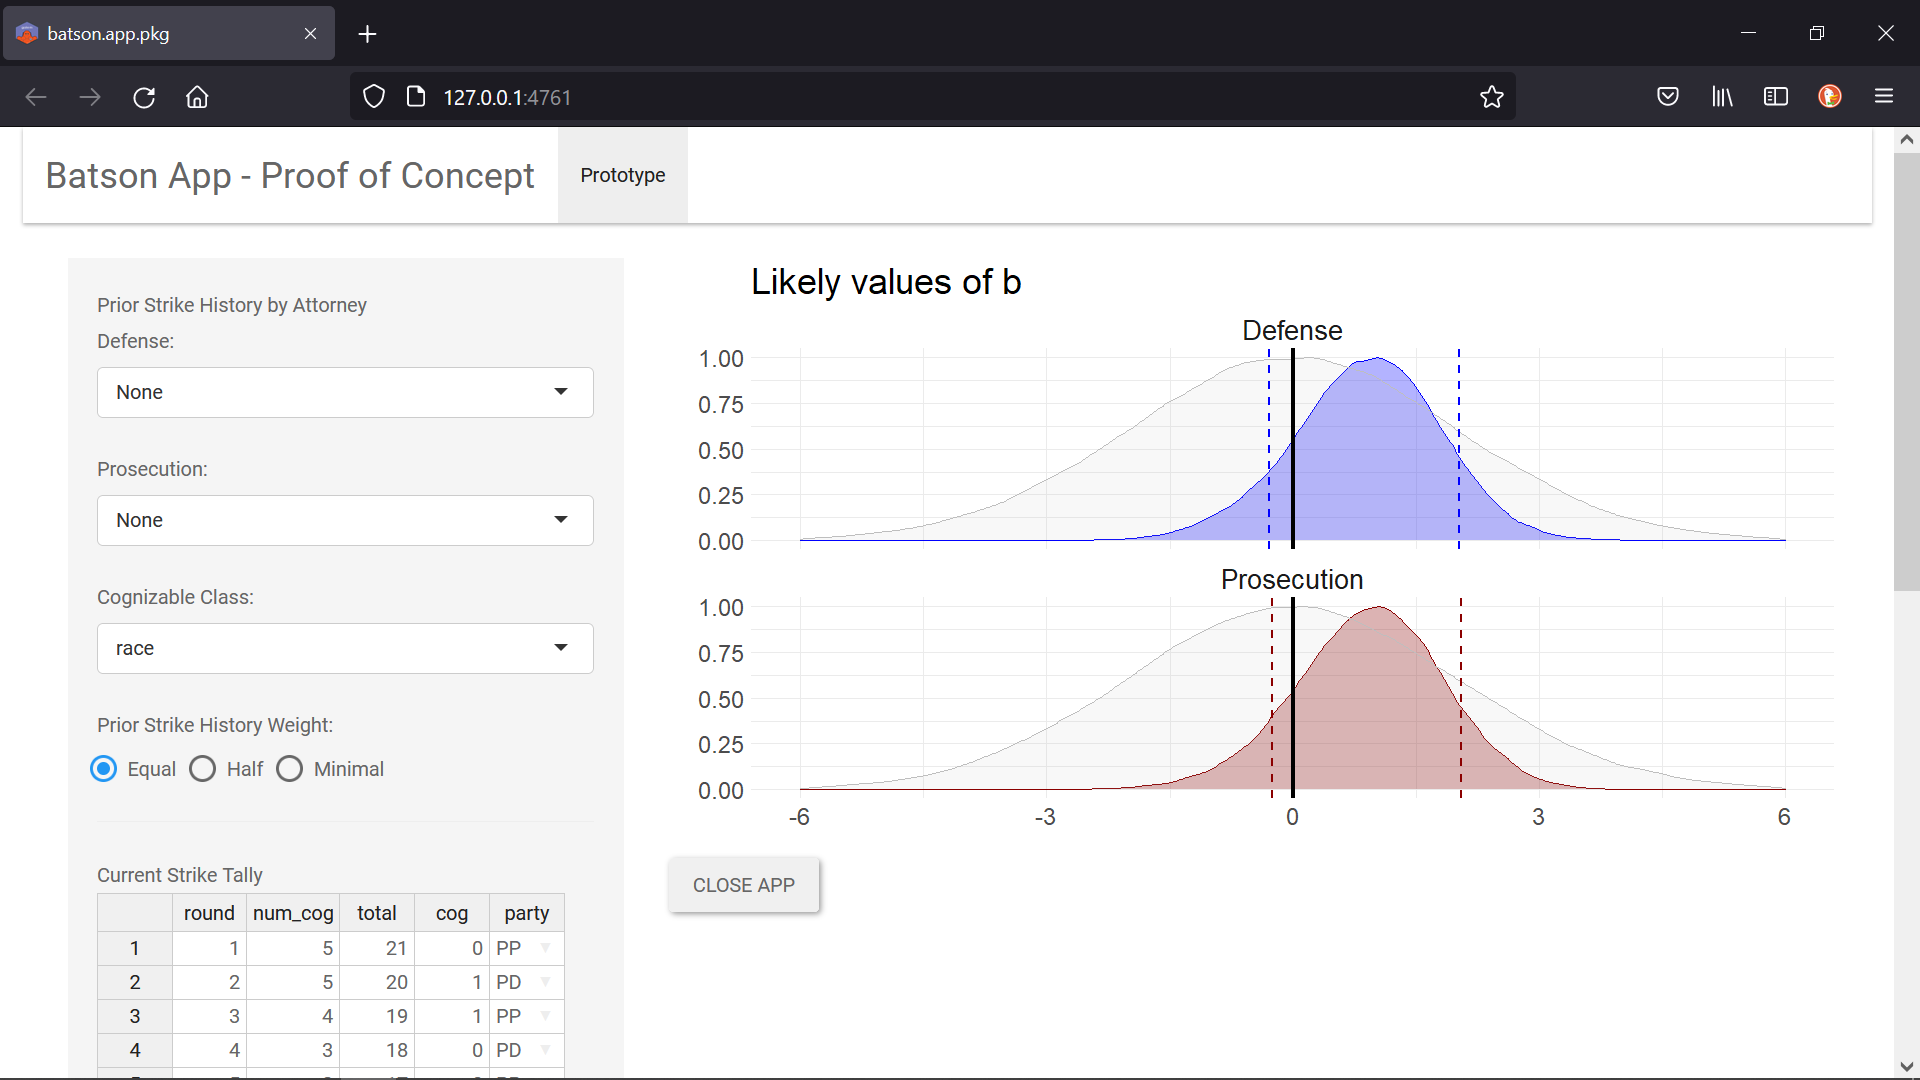 batson.app.pkg
127.0.0.1:4761
Batson App - Proof of Concept
Prototype
Prior Strike History by Attorney
Defense:
None
Prosecution:
None
Cognizable Class:
race
Prior Strike History Weight:
Equal Half Minimal
Current Strike Tally
round num_cog total cog party
1 1 5 21 0 PP
2 2 5 20 1 PD
3 3 4 19 1 PP
4 4 3 18 0 PD
Likely values of b
Defense
1.00
0.75
0.50
0.25
0.00
Prosecution
1.00
0.75
0.50
0.25
0.00
-6 -3 0 3 6
CLOSE APP